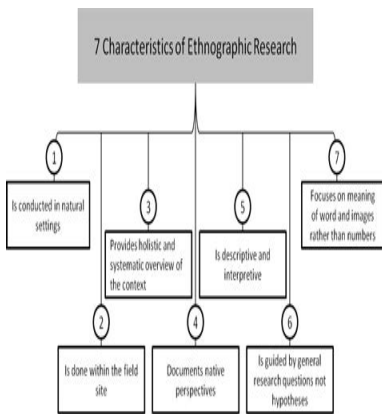 7 Characteristics of Ethnographic Research
1
Is conducted in natural
settings
2
Is done within the field
site
3
Provides holistic and
systematic overview of
the context
4
Documents native
perspectives
5
Is descriptive and
interpretive
6
Is guided by general
research questions not
hypotheses
7
Focuses on meaning
of word and images
rather than numbers